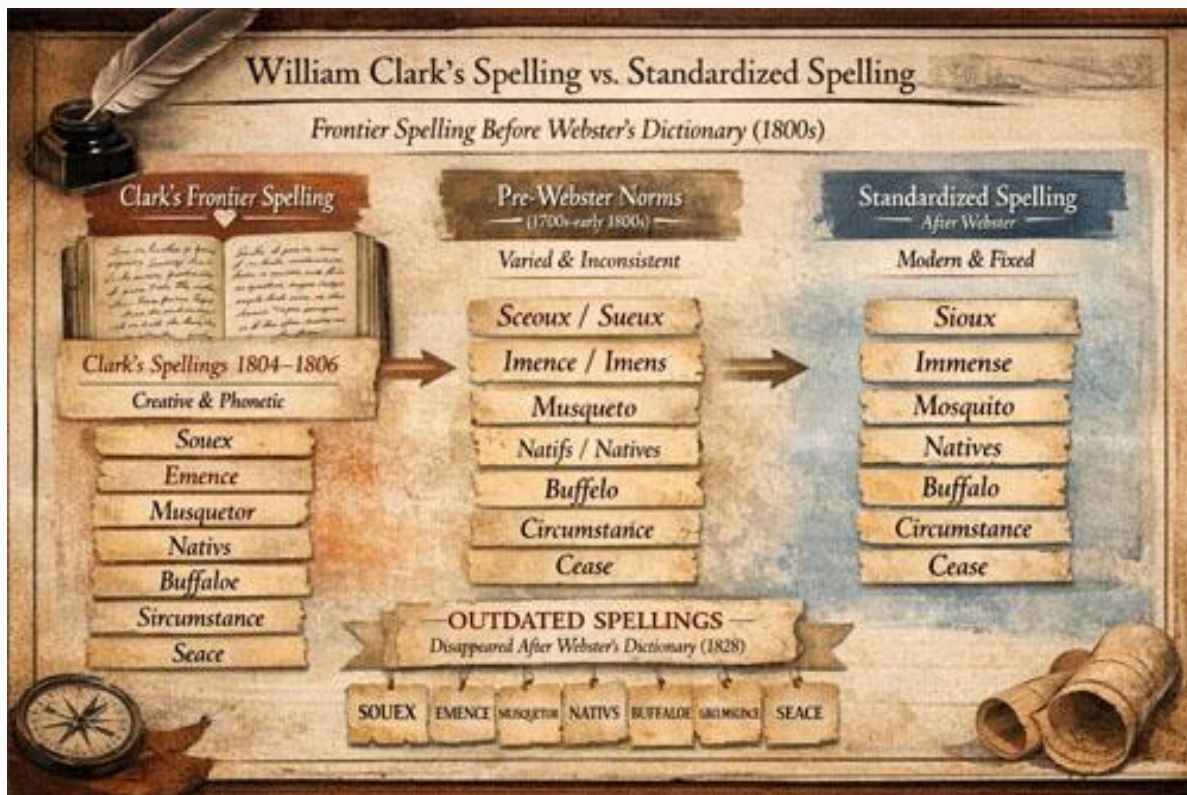 William Clark's Spelling vs. Standardized Spelling
Frontier Spelling Before Webster's Dictionary (1800s)
Clark's Frontier Spelling
Clark's Spellings 1804–1806
Creative & Phonetic
Souex
Emence
Musquetor
Nativs
Buffaloe
Sircumstance
Seace
Pre-Webster Norms
(1700s-early 1800s)
Varied & Inconsistent
Sceoux / Sueux
Imence / Imens
Musqueto
Natifs / Natives
Buffelo
Circumstance
Cease
Standardized Spelling
After Webster
Modern & Fixed
Sioux
Immense
Mosquito
Natives
Buffalo
Circumstance
Cease
OUTDATED SPELLINGS
Disappeared After Webster's Dictionary (1828)
SOUEX EMENCE MUSQUETOR NATIVS BUFFALOE SEACE